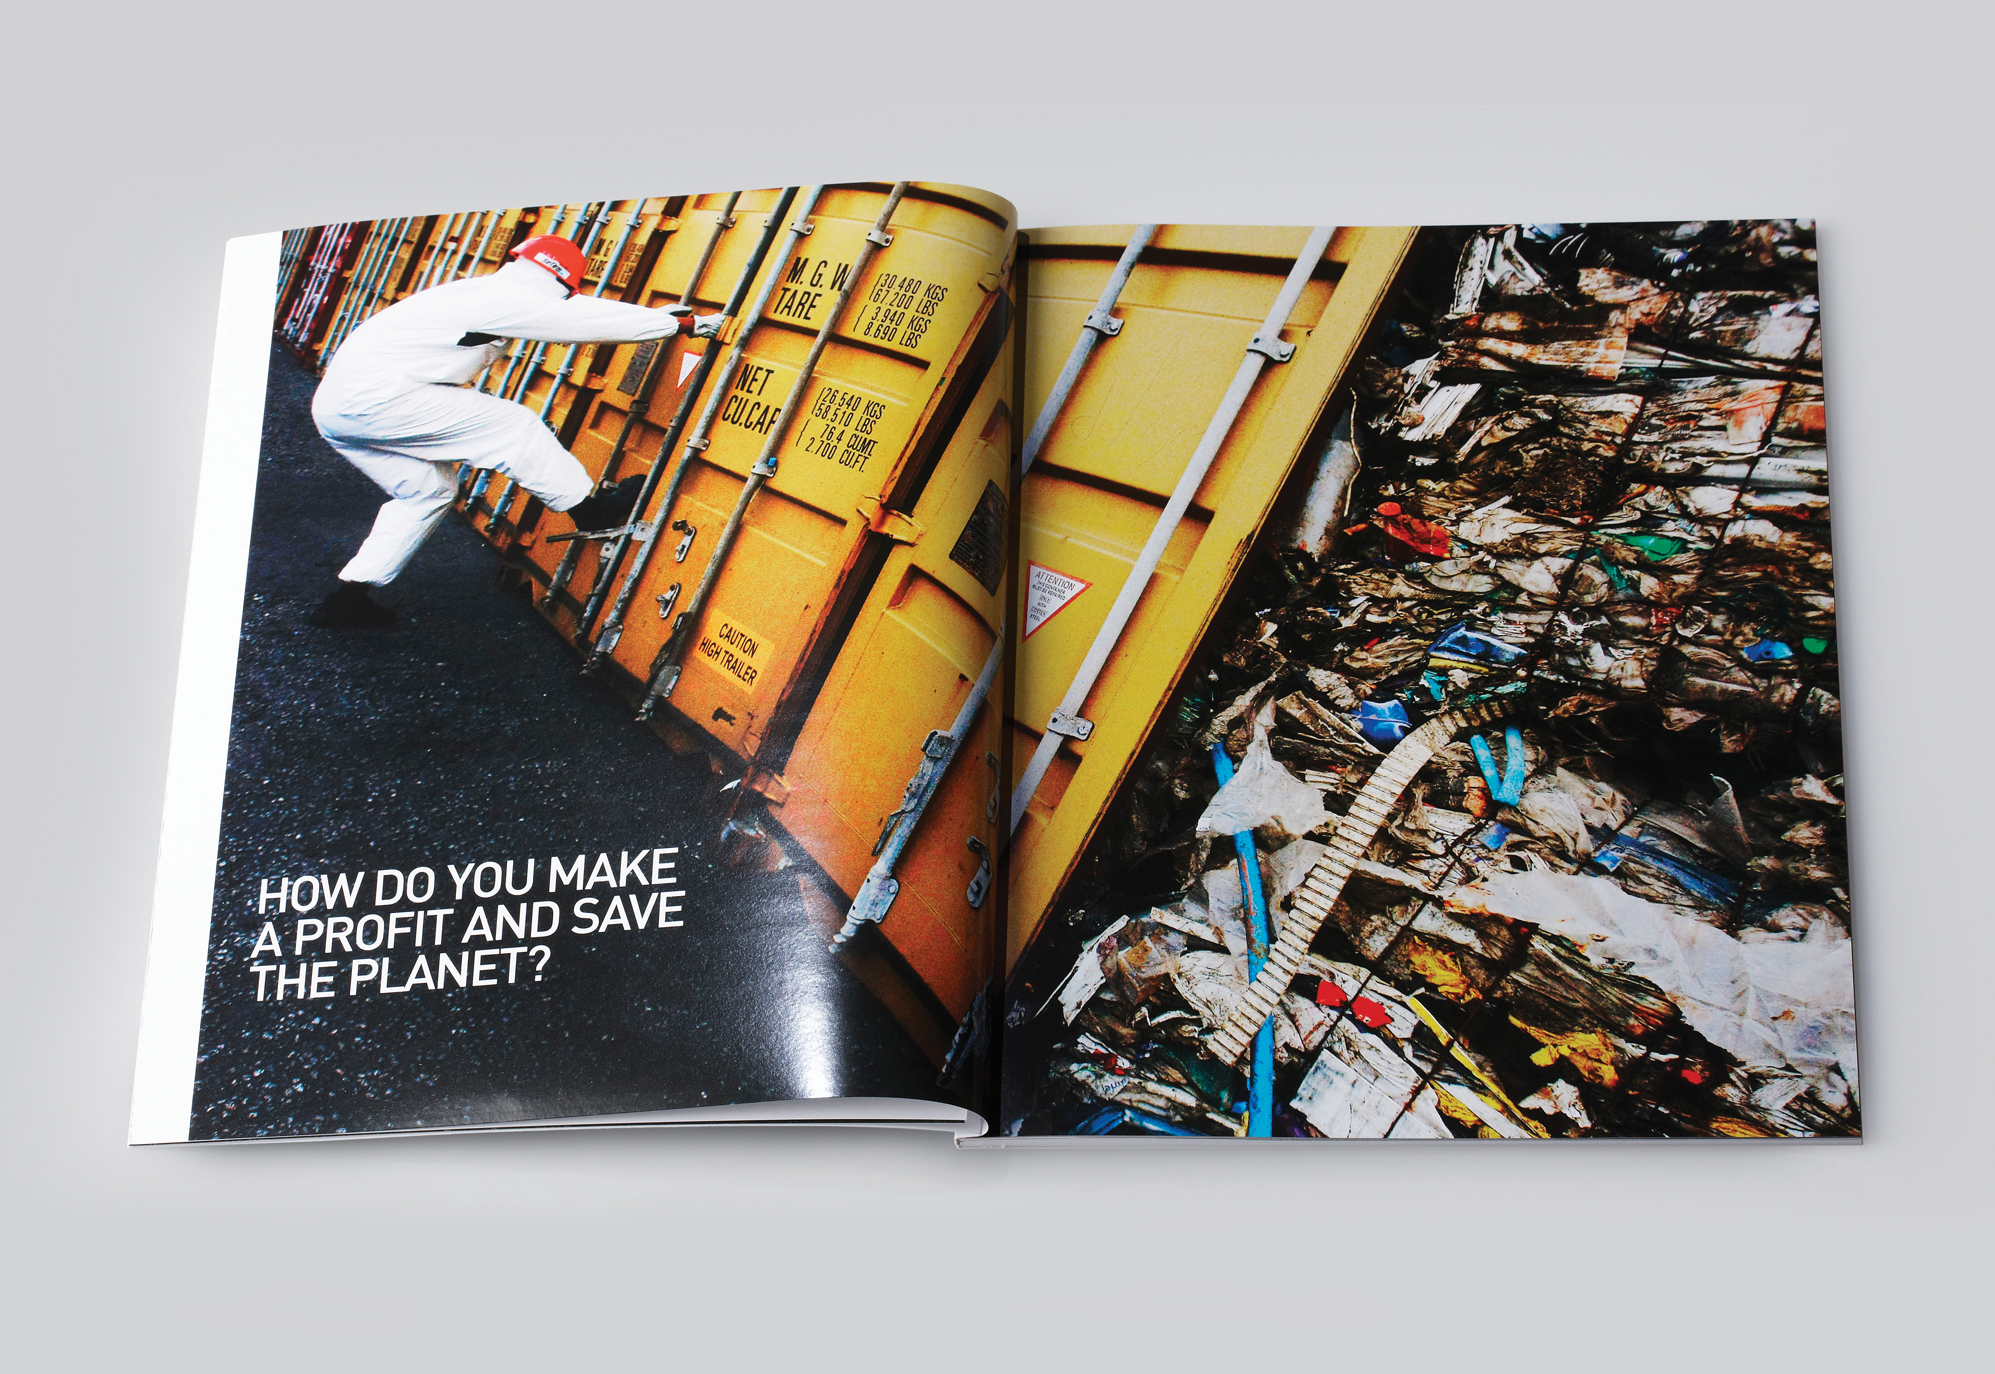 M. G. W
TARE
30.480 KGS
67.200 LBS
3.940 KGS
8.690 LBS
NET
CU.CAP
26.540 KGS
58.510 LBS
76.4 CU.MT.
2.700 CU.FT.
CAUTION
HIGH TRAILER
HOW DO YOU MAKE
A PROFIT AND SAVE
THE PLANET?
ATTENTION